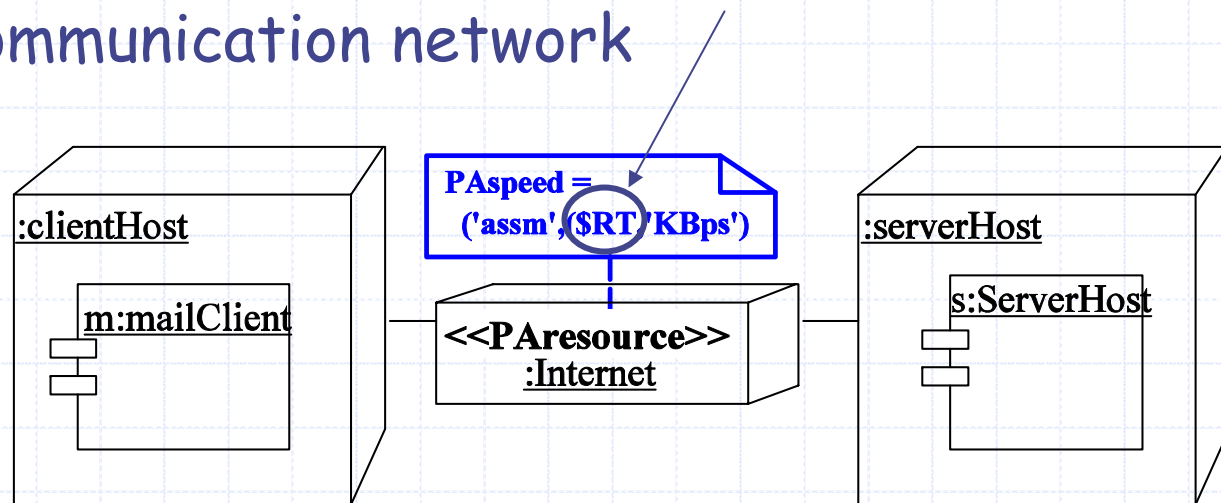 ommunication network
PAspeed =
('assm',($RT,'KBps')
:clientHost
:serverHost
m:mailClient
s:ServerHost
<<PAresource>>
:Internet